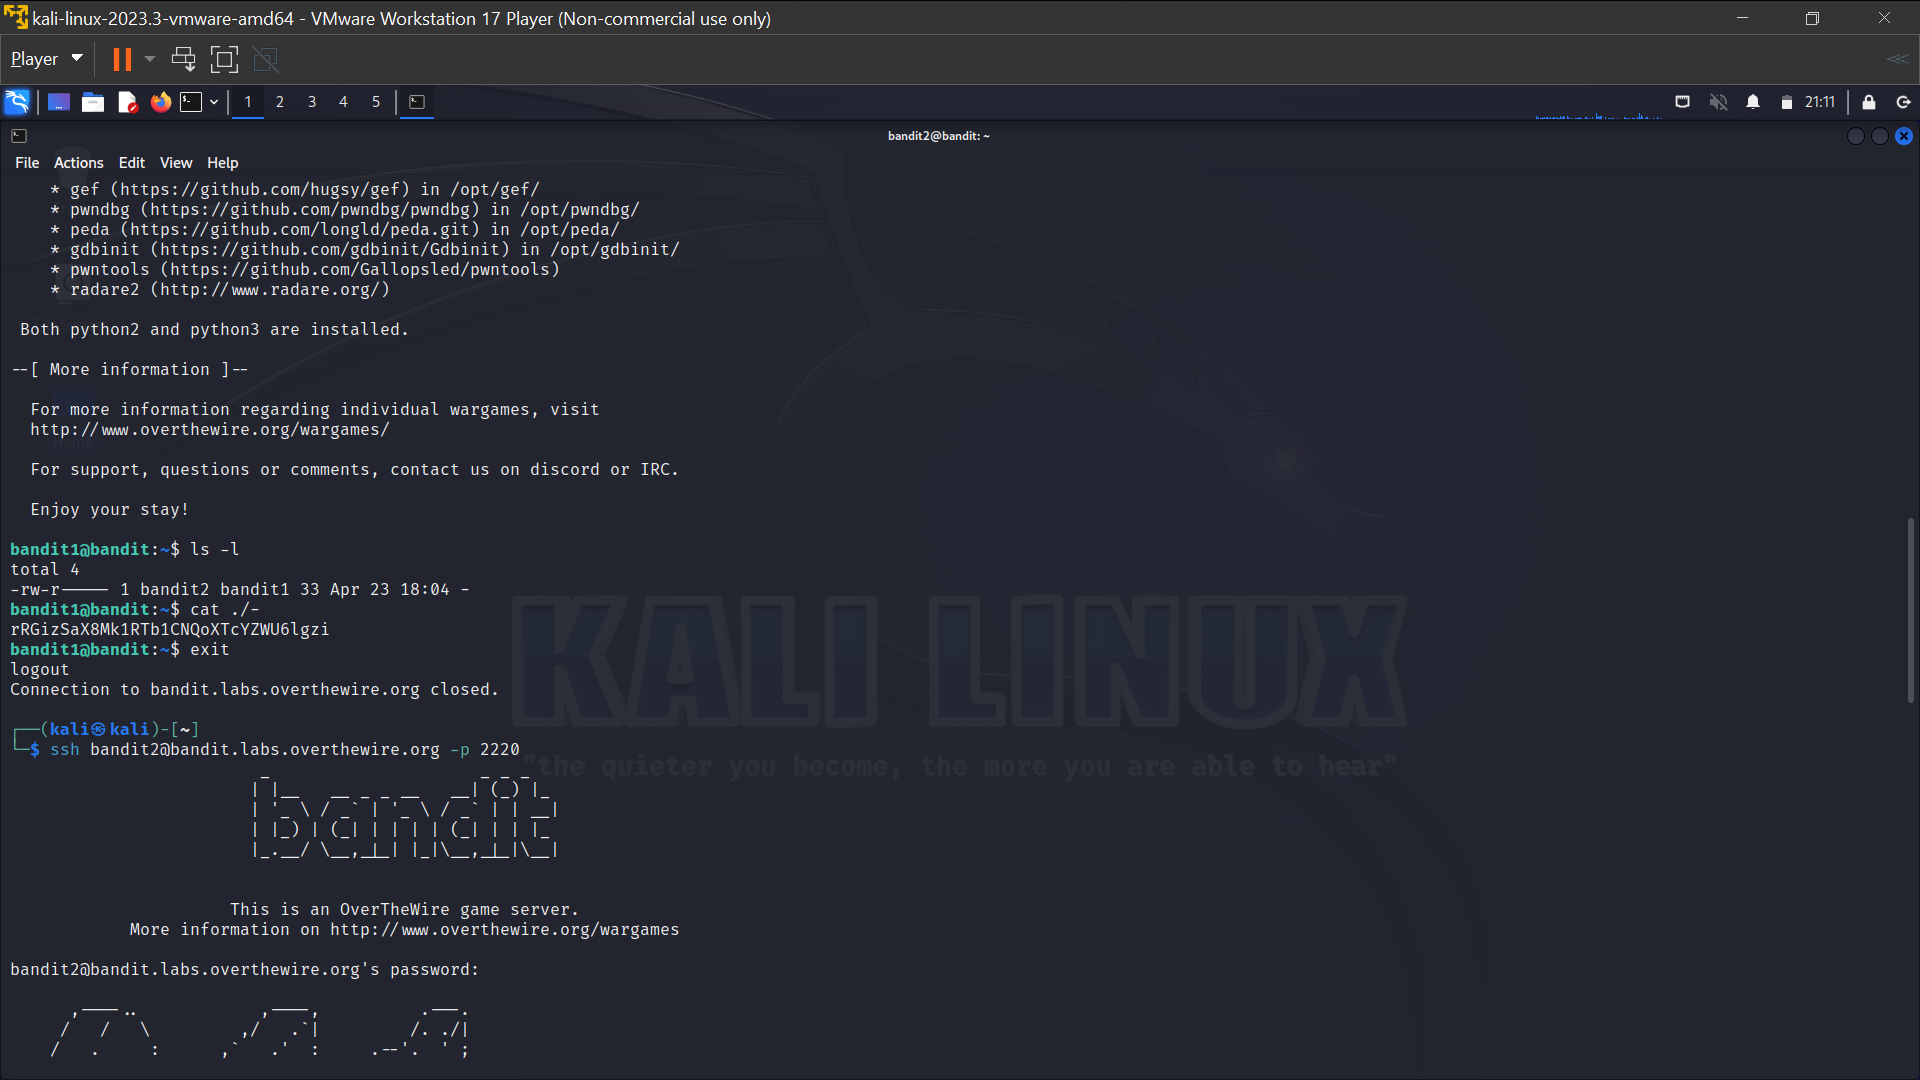 kali-linux-2023.3-vmware-amd64 - VMware Workstation 17 Player (Non-commercial use only)
Player
1 2 3 4 5
21:11
bandit2@bandit: ~
File Actions Edit View Help
* gef (https://github.com/hugsy/gef) in /opt/gef/
* pwndbg (https://github.com/pwndbg/pwndbg) in /opt/pwndbg/
* peda (https://github.com/longld/peda.git) in /opt/peda/
* gdbinit (https://github.com/gdbinit/Gdbinit) in /opt/gdbinit/
* pwntools (https://github.com/Gallopsled/pwntools)
* radare2 (http://www.radare.org/)
Both python2 and python3 are installed.
--[ More information ]--
For more information regarding individual wargames, visit
http://www.overthewire.org/wargames/
For support, questions or comments, contact us on discord or IRC.
Enjoy your stay!
bandit1@bandit:~$ ls -l
total 4
-rw-r----- 1 bandit2 bandit1 33 Apr 23 18:04 -
bandit1@bandit:~$ cat ./-
rRGizSaX8Mk1RTb1CNQoXTcYZWU6lgzi
bandit1@bandit:~$ exit
logout
Connection to bandit.labs.overthewire.org closed.
KALI LINUX
┌──(kali㉿kali)-[~]
└─$ ssh bandit2@bandit.labs.overthewire.org -p 2220
"the quieter you become, the more you are able to hear"
bandit
This is an OverTheWire game server.
More information on http://www.overthewire.org/wargames
bandit2@bandit.labs.overthewire.org's password: